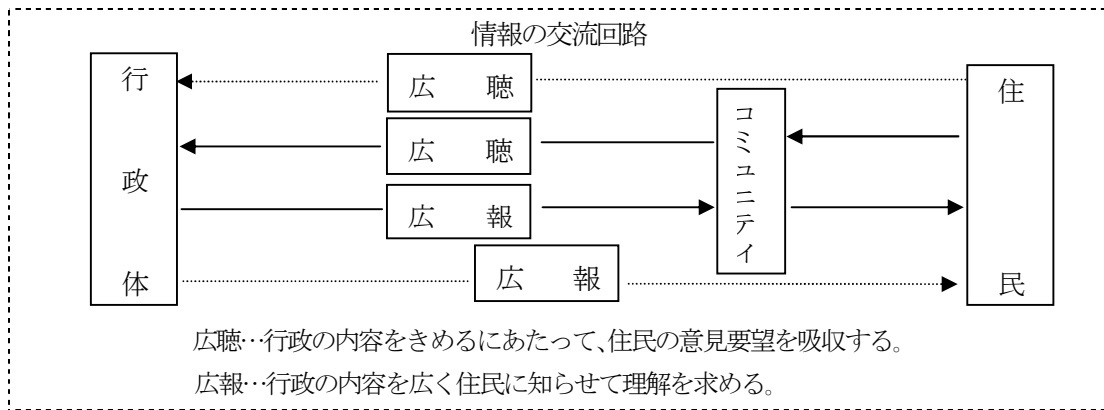 情報の交流回路
行政体
広聴
広聴
広報
広報
コミュニテイ
住民
広聴…行政の内容をきめるにあたって、住民の意見要望を吸収する。
広報…行政の内容を広く住民に知らせて理解を求める。